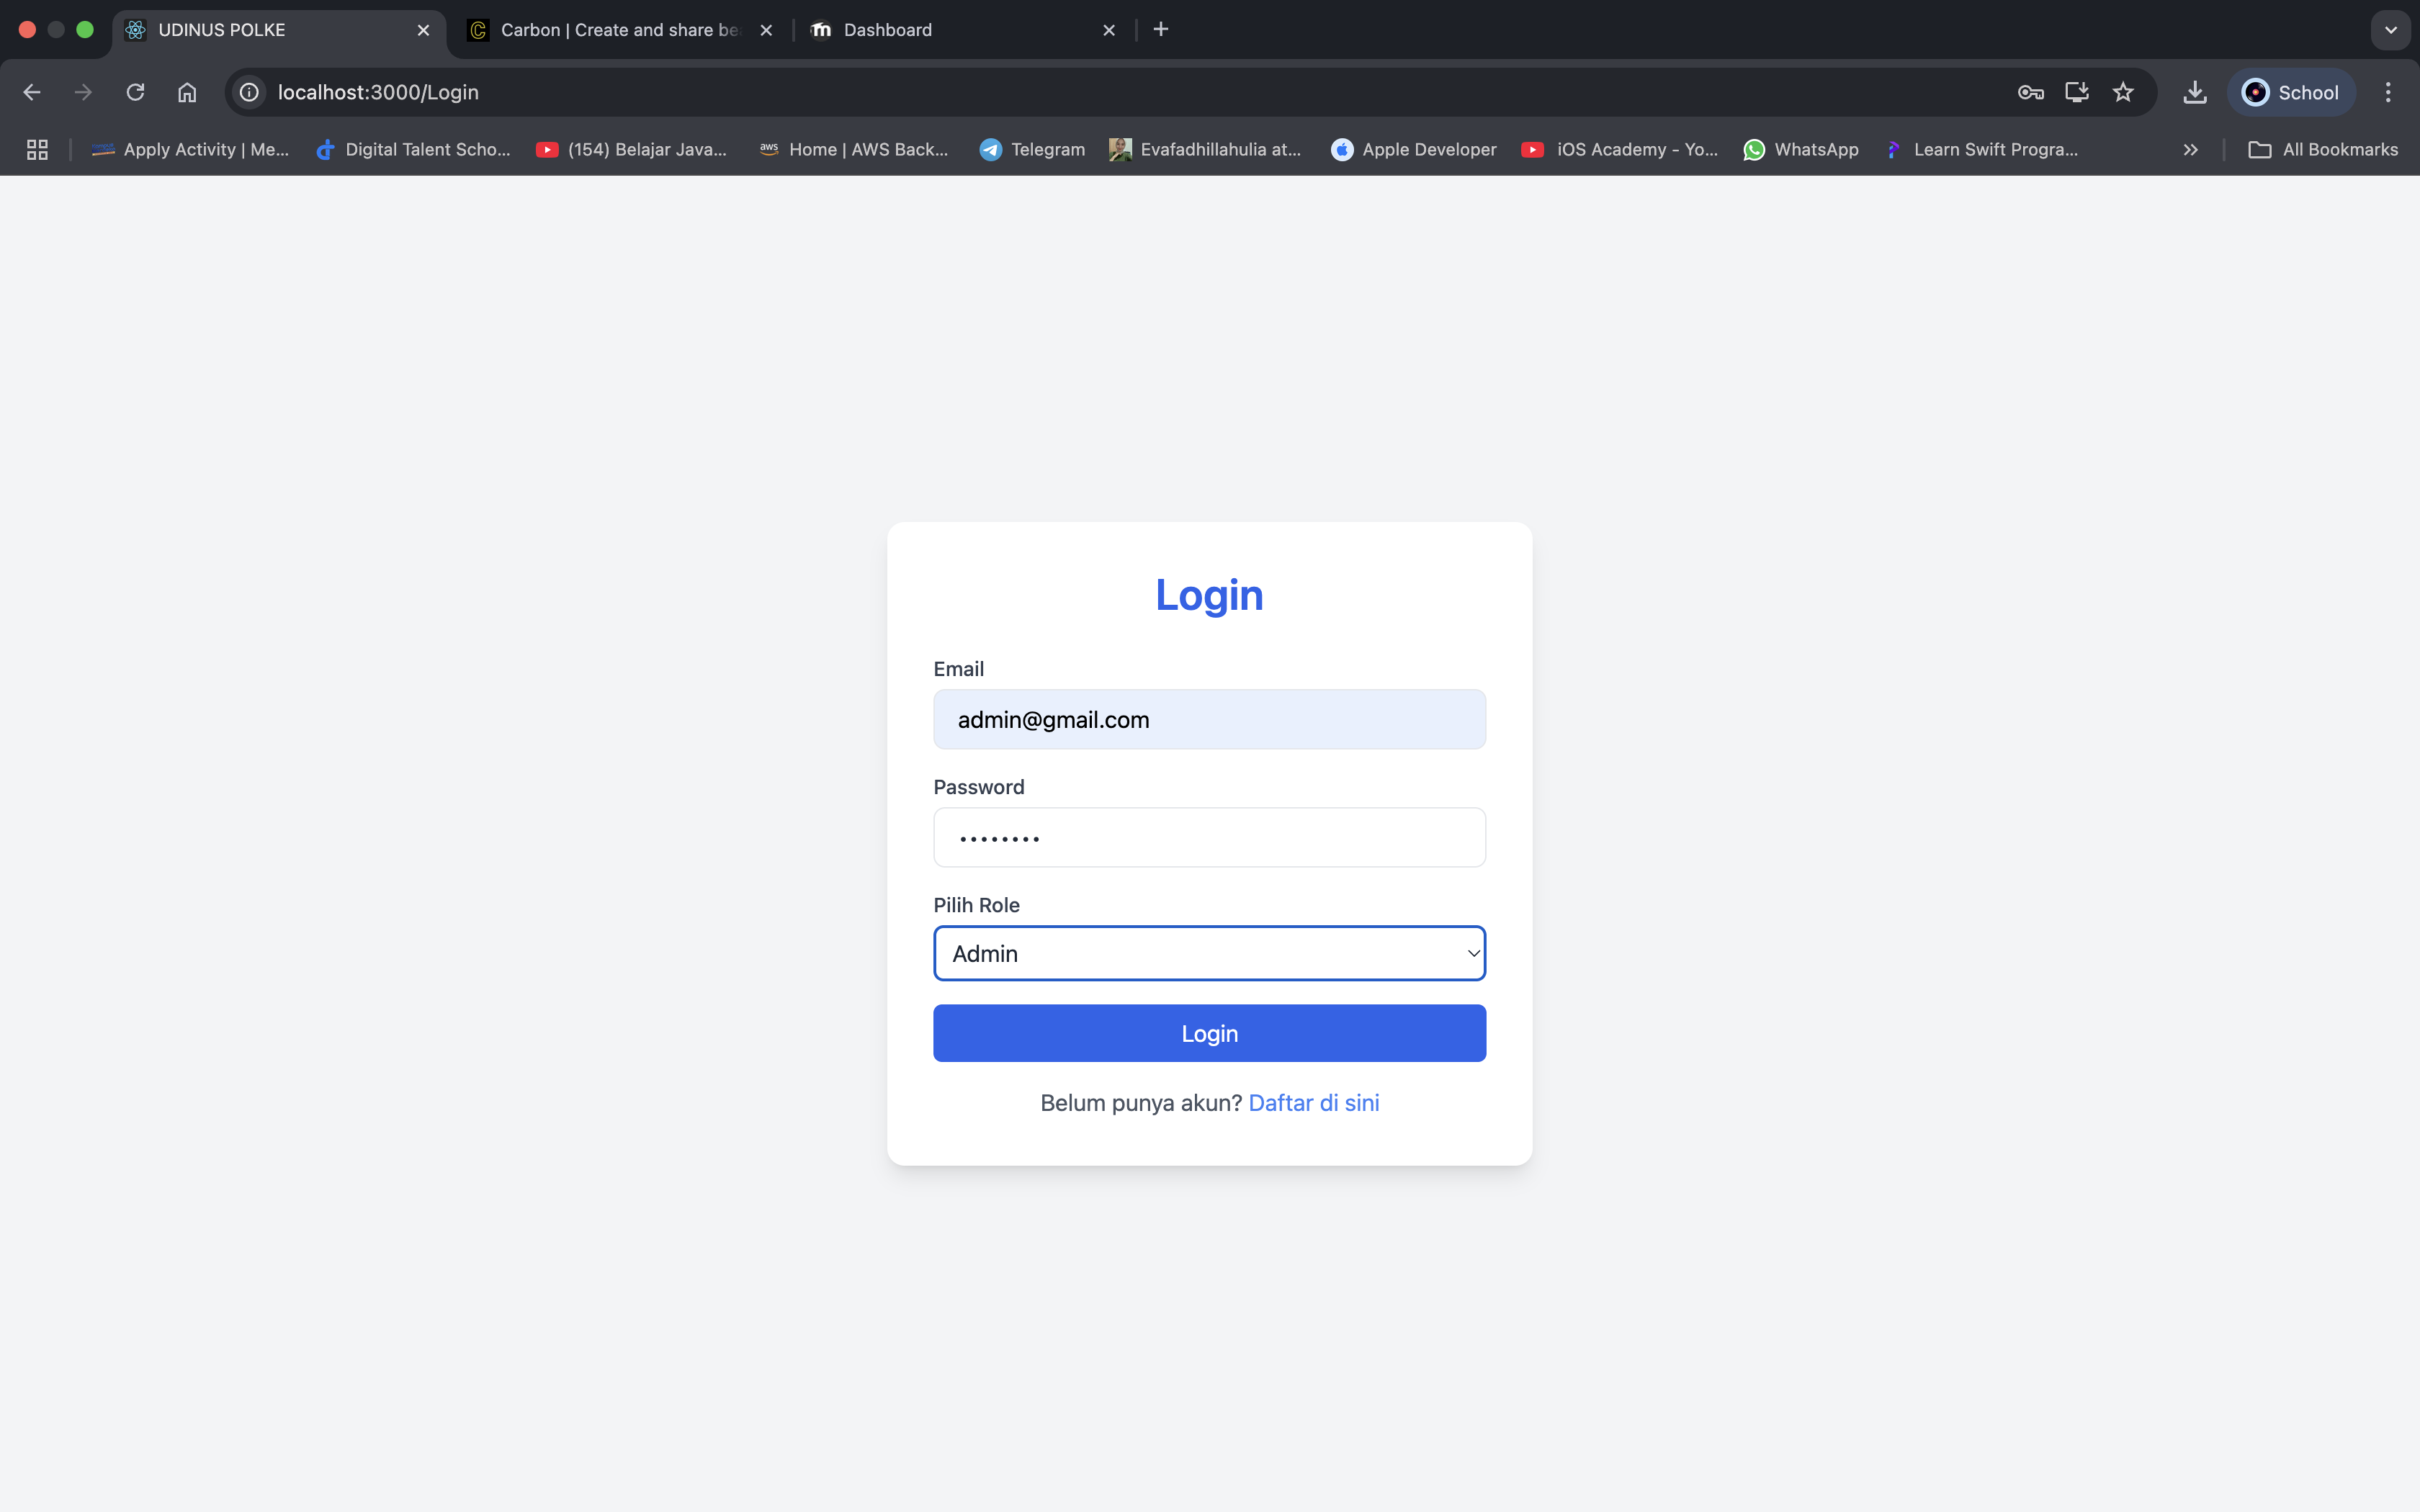 UDINUS POLKE
Carbon | Create and share be
Dashboard
localhost:3000/Login
School
Apply Activity | Me...
Digital Talent Scho...
(154) Belajar Java...
aws
Home | AWS Back...
Telegram
Evafadhillahulia at...
Apple Developer
iOS Academy - Yo...
WhatsApp
Learn Swift Progra...
All Bookmarks
Login
Email
admin@gmail.com
Password
Pilih Role
Admin
Login
Belum punya akun? Daftar di sini